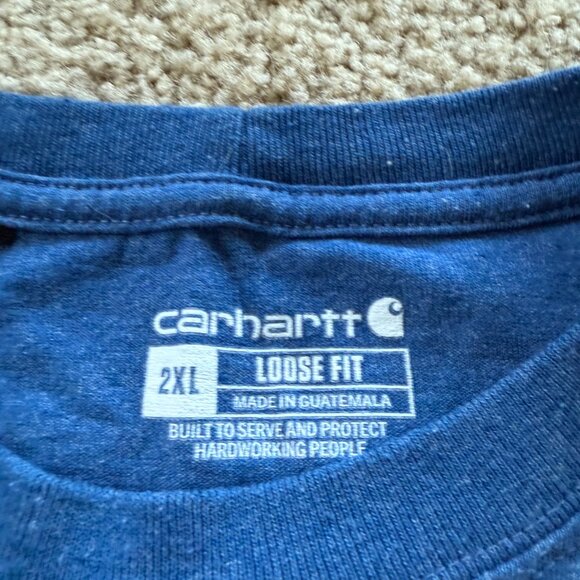 carhartt
2XL LOOSE FIT
MADE IN GUATEMALA
BUILT TO SERVE AND PROTECT
HARDWORKING PEOPLE